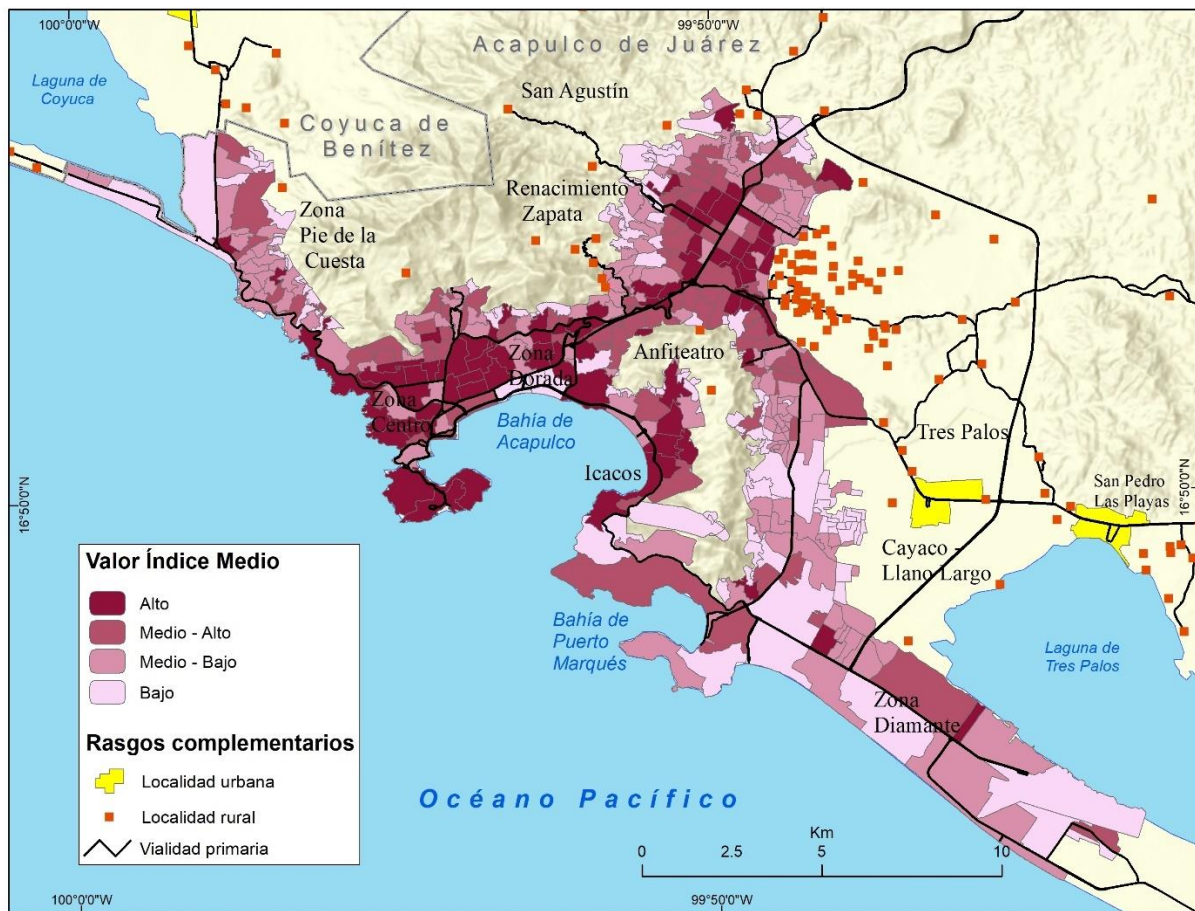 100°0'0"W
99°50'0"W
Acapulco de Juárez
Laguna de
Coyuca
San Agustín
Coyuca de
Benítez
Renacimiento
Zapata
Zona
Pie de la
Cuesta
Zona
Dorada
Anfiteatro
Zona
Centro
Bahía de
Acapulco
Tres Palos
Icacos
San Pedro
Las Playas
16°50'0"N
16°50'0"N
Cayaco -
Llano Largo
Bahía de
Puerto
Marqués
Laguna de
Tres Palos
Zona
Diamante
Océano Pacífico
Valor Índice Medio
Alto
Medio - Alto
Medio - Bajo
Bajo
Rasgos complementarios
Localidad urbana
Localidad rural
Vialidad primaria
Km
0 2.5 5 10
100°0'0"W
99°50'0"W